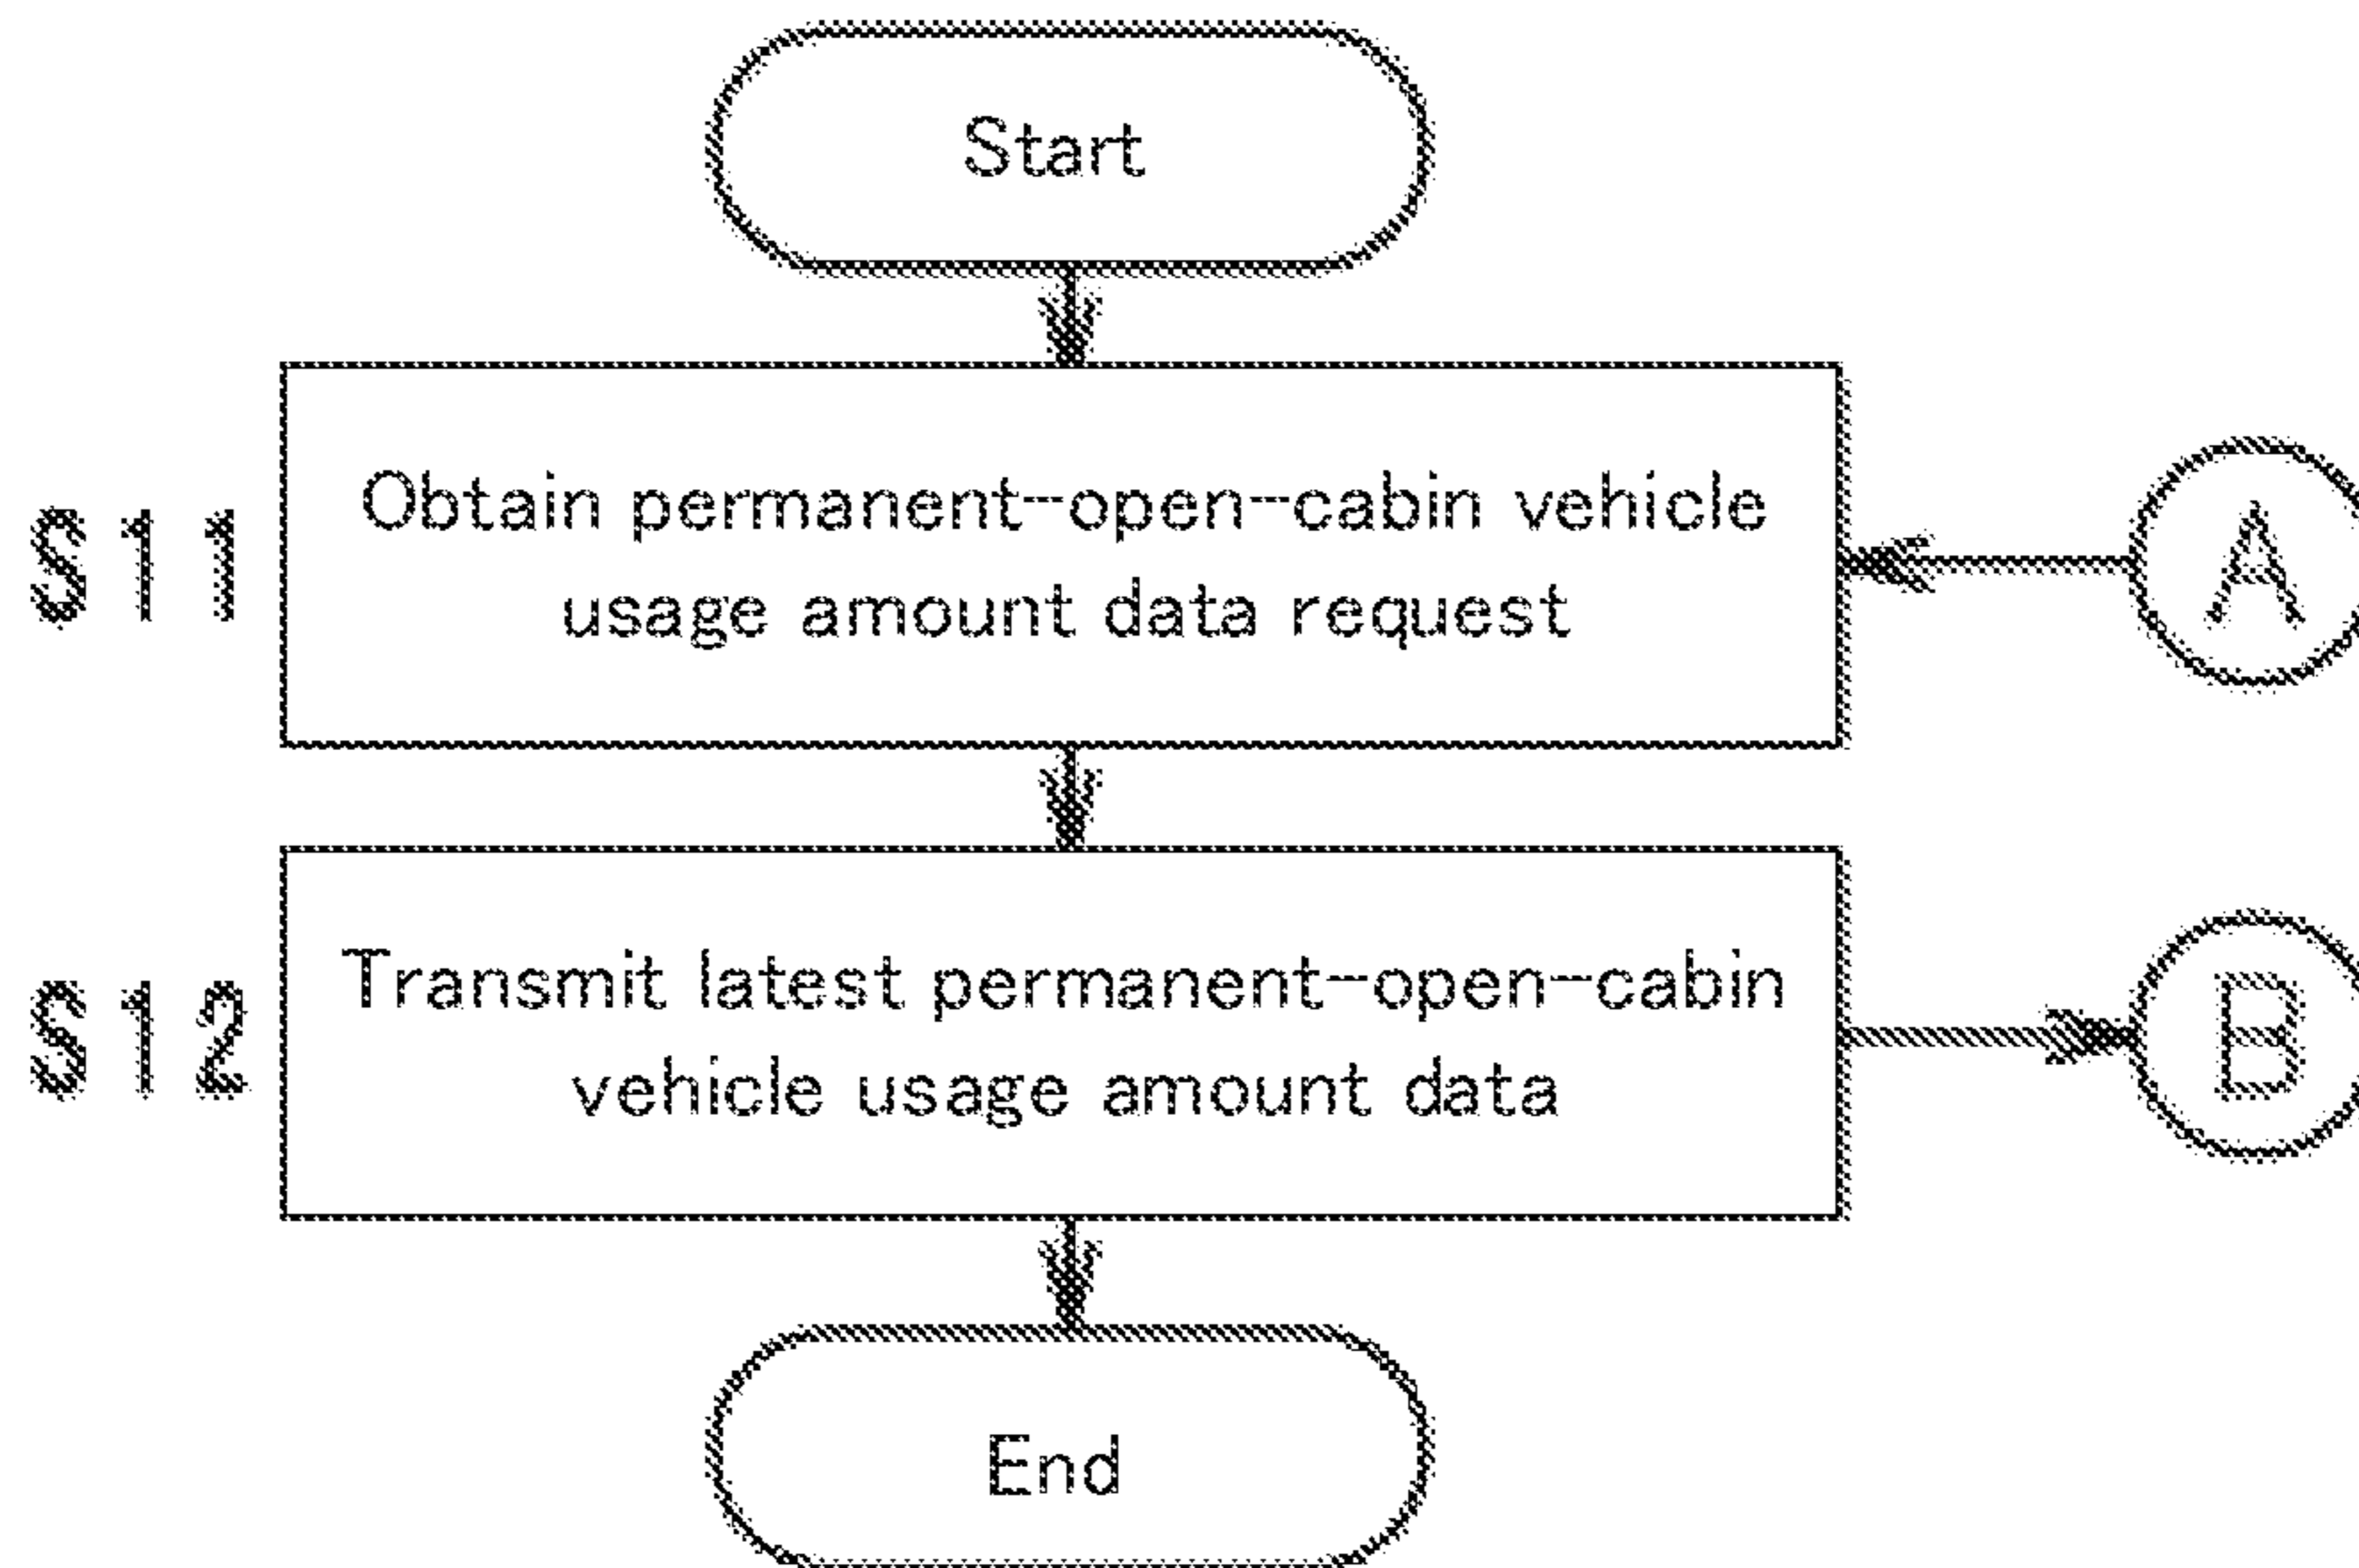 Start
S11
Obtain permanent-open-cabin vehicle
usage amount data request
A
S12
Transmit latest permanent-open-cabin
vehicle usage amount data
B
End